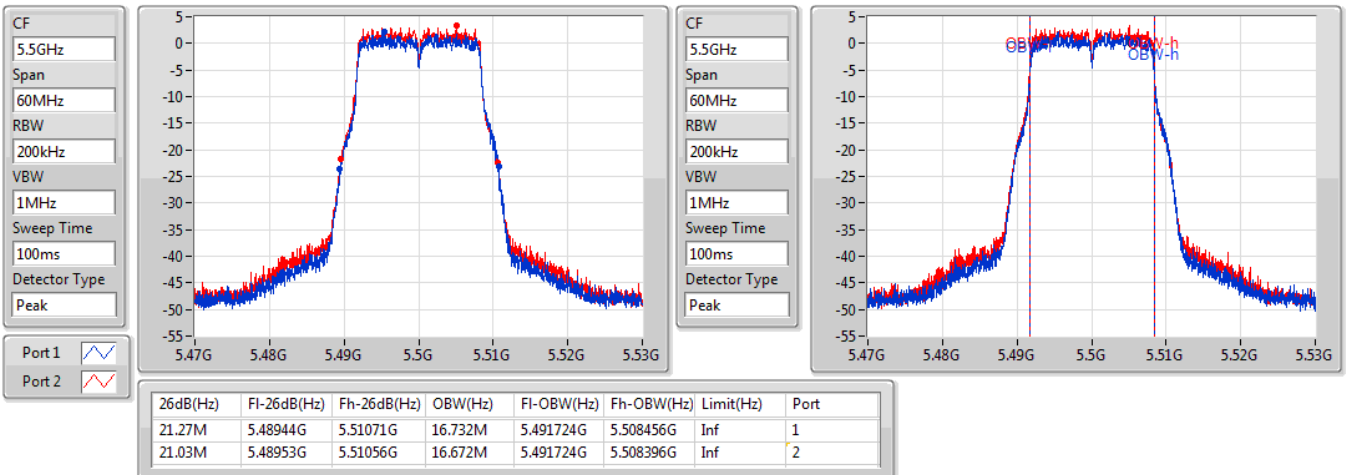 CF
5.5GHz
Span
60MHz
RBW
200kHz
VBW
1MHz
Sweep Time
100ms
Detector Type
Peak
Port 1
Port 2
5
0
-5
-10
-15
-20
-25
-30
-35
-40
-45
-50
-55
5.47G 5.48G 5.49G 5.5G 5.51G 5.52G 5.53G
CF
5.5GHz
Span
60MHz
RBW
200kHz
VBW
1MHz
Sweep Time
100ms
Detector Type
Peak
5
0
-5
-10
-15
-20
-25
-30
-35
-40
-45
-50
-55
OBW-h
OBW-h
5.47G 5.48G 5.49G 5.5G 5.51G 5.52G 5.53G
26dB(Hz) Fl-26dB(Hz) Fh-26dB(Hz) OBW(Hz) Fl-OBW(Hz) Fh-OBW(Hz) Limit(Hz) Port
21.27M 5.48944G 5.51071G 16.732M 5.491724G 5.508456G Inf 1
21.03M 5.48953G 5.51056G 16.672M 5.491724G 5.508396G Inf 2